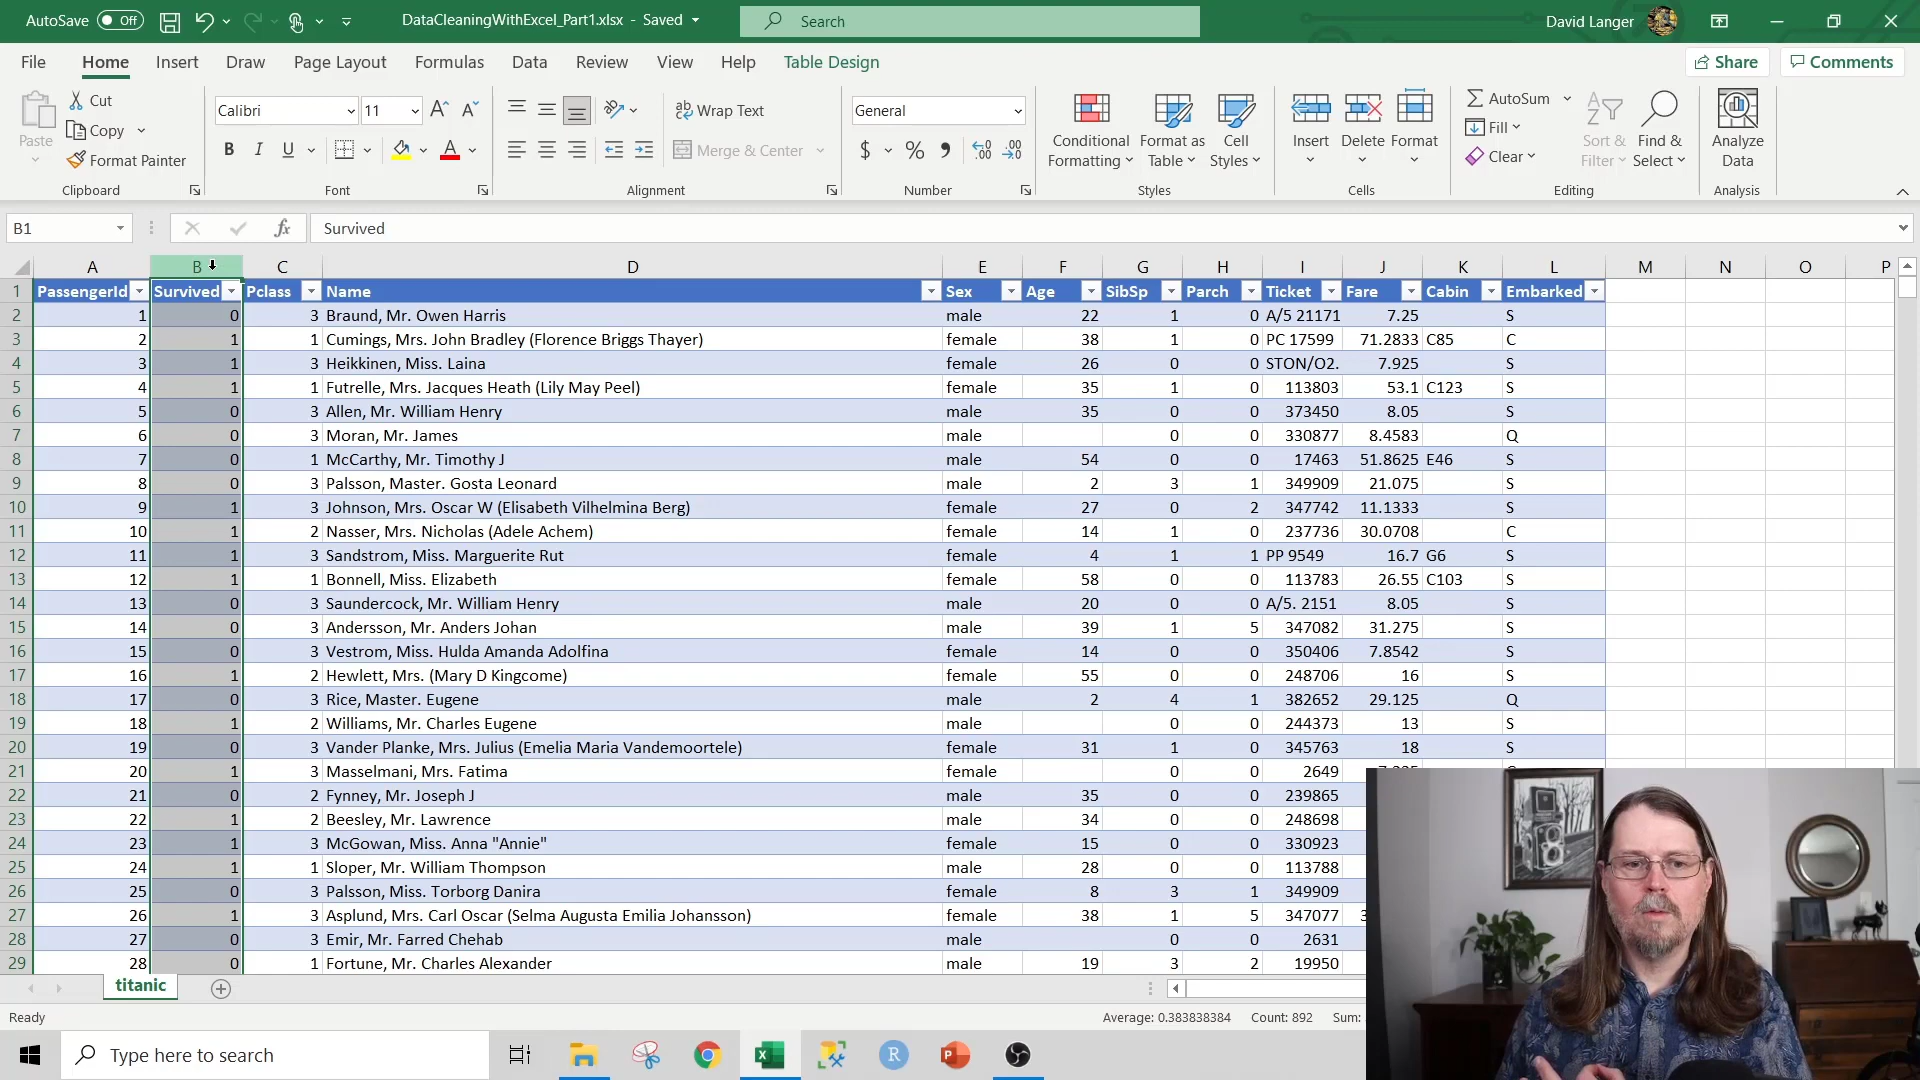 AutoSave Off DataCleaningWithExcel_Part1.xlsx - Saved Search David Langer
File Home Insert Draw Page Layout Formulas Data Review View Help Table Design Share Comments
Paste Cut Copy Format Painter Clipboard
Calibri 11 B I U A Font
Wrap Text Merge & Center Alignment
General $ % Number
Conditional Formatting Format as Table Cell Styles Styles
Insert Delete Format Cells
AutoSum Fill Clear Sort & Filter Find & Select Editing
Analyze Data Analysis
B1 fx Survived
A B C D E F G H I J K L M N O P
1 PassengerId Survived Pclass Name Sex Age SibSp Parch Ticket Fare Cabin Embarked
2 1 0 3 Braund, Mr. Owen Harris male 22 1 0 A/5 21171 7.25 S
3 2 1 1 Cumings, Mrs. John Bradley (Florence Briggs Thayer) female 38 1 0 PC 17599 71.2833 C85 C
4 3 1 3 Heikkinen, Miss. Laina female 26 0 0 STON/O2. 7.925 S
5 4 1 1 Futrelle, Mrs. Jacques Heath (Lily May Peel) female 35 1 0 113803 53.1 C123 S
6 5 0 3 Allen, Mr. William Henry male 35 0 0 373450 8.05 S
7 6 0 3 Moran, Mr. James male 0 0 330877 8.4583 Q
8 7 0 1 McCarthy, Mr. Timothy J male 54 0 0 17463 51.8625 E46 S
9 8 0 3 Palsson, Master. Gosta Leonard male 2 3 1 349909 21.075 S
10 9 1 3 Johnson, Mrs. Oscar W (Elisabeth Vilhelmina Berg) female 27 0 2 347742 11.1333 S
11 10 1 2 Nasser, Mrs. Nicholas (Adele Achem) female 14 1 0 237736 30.0708 C
12 11 1 3 Sandstrom, Miss. Marguerite Rut female 4 1 1 PP 9549 16.7 G6 S
13 12 1 1 Bonnell, Miss. Elizabeth female 58 0 0 113783 26.55 C103 S
14 13 0 3 Saundercock, Mr. William Henry male 20 0 0 A/5. 2151 8.05 S
15 14 0 3 Andersson, Mr. Anders Johan male 39 1 5 347082 31.275 S
16 15 0 3 Vestrom, Miss. Hulda Amanda Adolfina female 14 0 0 350406 7.8542 S
17 16 1 2 Hewlett, Mrs. (Mary D Kingcome) female 55 0 0 248706 16 S
18 17 0 3 Rice, Master. Eugene male 2 4 1 382652 29.125 Q
19 18 1 2 Williams, Mr. Charles Eugene male 0 0 244373 13 S
20 19 0 3 Vander Planke, Mrs. Julius (Emelia Maria Vandemoortele) female 31 1 0 345763 18 S
21 20 1 3 Masselmani, Mrs. Fatima female 0 0 2649
22 21 0 2 Fynney, Mr. Joseph J male 35 0 0 239865
23 22 1 2 Beesley, Mr. Lawrence male 34 0 0 248698
24 23 1 3 McGowan, Miss. Anna "Annie" female 15 0 0 330923
25 24 1 1 Sloper, Mr. William Thompson male 28 0 0 113788
26 25 0 3 Palsson, Miss. Torborg Danira female 8 3 1 349909
27 26 1 3 Asplund, Mrs. Carl Oscar (Selma Augusta Emilia Johansson) female 38 1 5 347077 3
28 27 0 3 Emir, Mr. Farred Chehab male 0 0 2631
29 28 0 1 Fortune, Mr. Charles Alexander male 19 3 2 19950
titanic
Ready Average: 0.383838384 Count: 892 Sum:
Type here to search